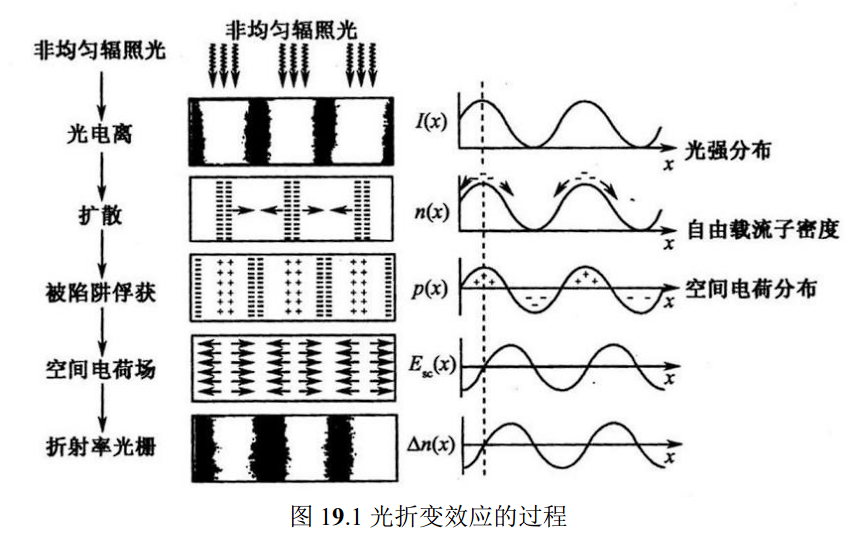 非均匀辐照光
非均匀辐照光
光电离
I(x)
x
光强分布
扩散
n(x)
x
自由载流子密度
被陷阱俘获
p(x)
x
空间电荷分布
空间电荷场
Esc(x)
x
折射率光栅
Δn(x)
x
图 19.1 光折变效应的过程